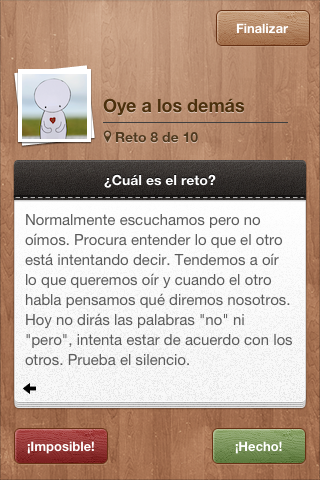 Finalizar
Oye a los demás
Reto 8 de 10
¿Cuál es el reto?
Normalmente escuchamos pero no
oímos. Procura entender lo que el otro
está intentando decir. Tendemos a oír
lo que queremos oír y cuando el otro
habla pensamos qué diremos nosotros.
Hoy no dirás las palabras "no" ni
"pero", intenta estar de acuerdo con los
otros. Prueba el silencio.
¡Imposible!
¡Hecho!